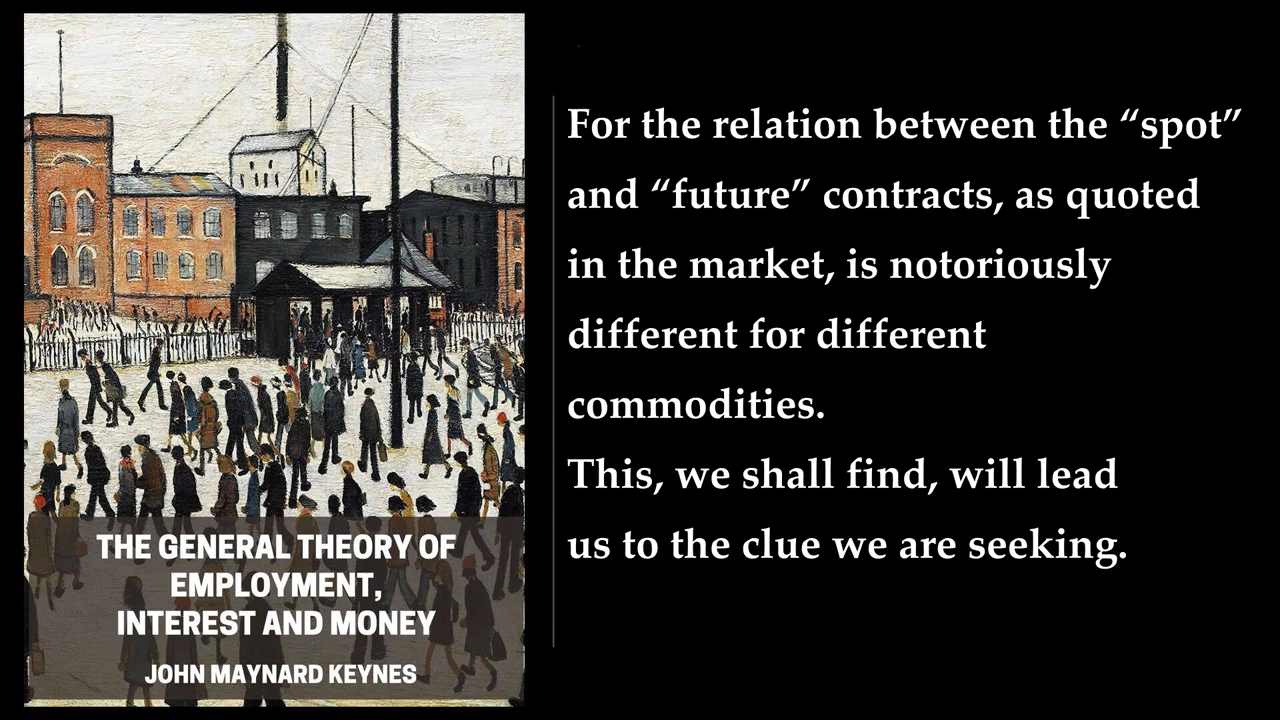 THE GENERAL THEORY OF
EMPLOYMENT,
INTEREST AND MONEY
JOHN MAYNARD KEYNES
For the relation between the “spot”
and “future” contracts, as quoted
in the market, is notoriously
different for different
commodities.
This, we shall find, will lead
us to the clue we are seeking.